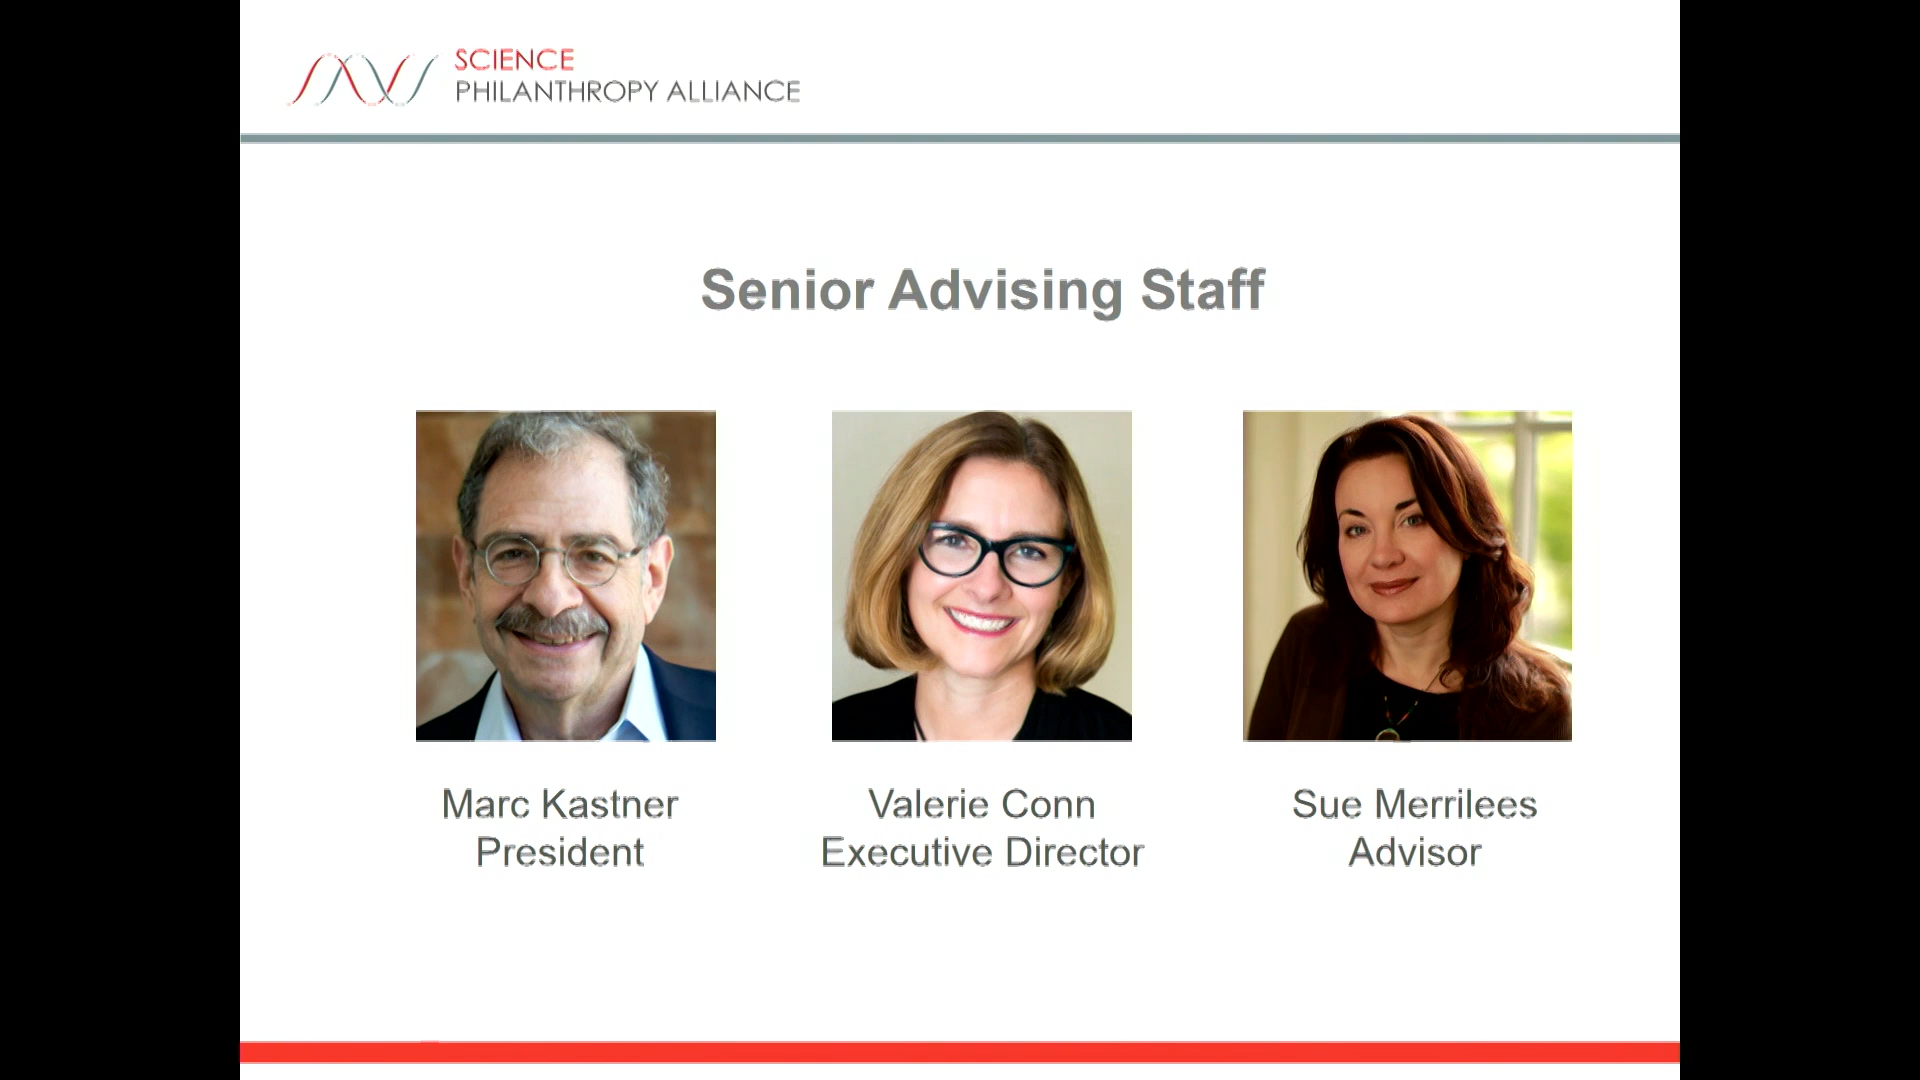 SCIENCE
PHILANTHROPY ALLIANCE
Senior Advising Staff
Marc Kastner
President
Valerie Conn
Executive Director
Sue Merrilees
Advisor